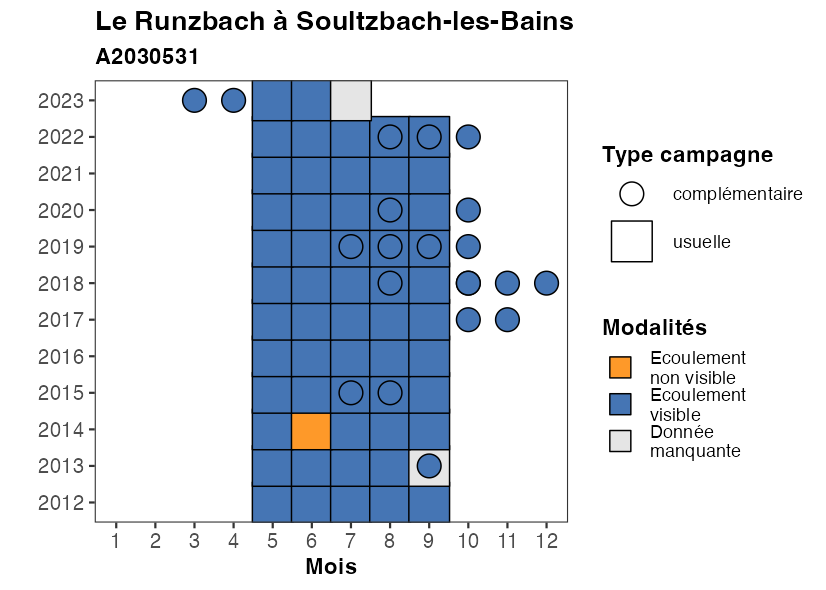 Le Runzbach à Soultzbach-les-Bains
A2030531
2023
2022
2021
2020
2019
2018
2017
2016
2015
2014
2013
2012
1 2 3 4 5 6 7 8 9 10 11 12
Mois
Type campagne
complémentaire
usuelle
Modalités
Ecoulement
non visible
Ecoulement
visible
Donnée
manquante